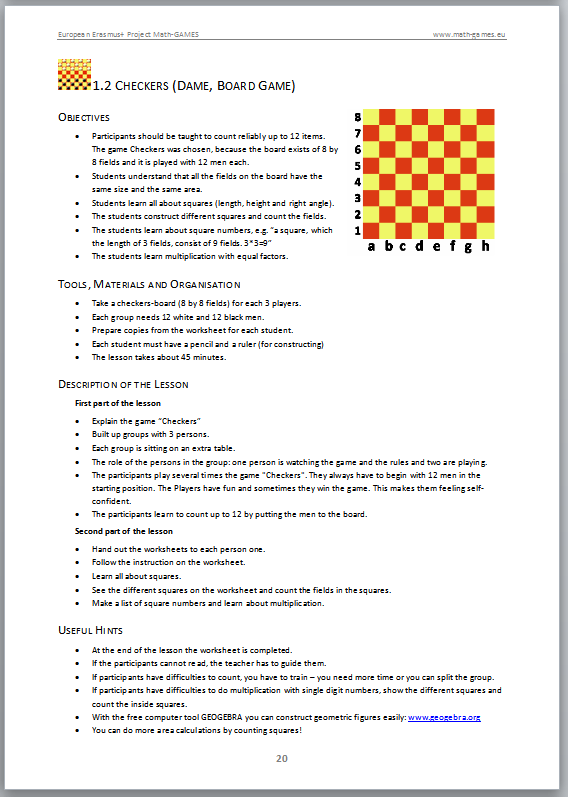 European Erasmus+ Project Math-GAMES www.math-games.eu
1.2 CHECKERS (DAME, BOARD GAME)
OBJECTIVES
• Participants should be taught to count reliably up to 12 items.
The game Checkers was chosen, because the board exists of 8 by
8 fields and it is played with 12 men each.
• Students understand that all the fields on the board have the
same size and the same area.
• Students learn all about squares (length, height and right angle).
• The students construct different squares and count the fields.
• The students learn about square numbers, e.g. “a square, which
the length of 3 fields, consist of 9 fields. 3*3=9”
• The students learn multiplication with equal factors.
8
7
6
5
4
3
2
1
a b c d e f g h
TOOLS, MATERIALS AND ORGANISATION
• Take a checkers-board (8 by 8 fields) for each 3 players.
• Each group needs 12 white and 12 black men.
• Prepare copies from the worksheet for each student.
• Each student must have a pencil and a ruler (for constructing)
• The lesson takes about 45 minutes.
DESCRIPTION OF THE LESSON
First part of the lesson
• Explain the game “Checkers”
• Built up groups with 3 persons.
• Each group is sitting on an extra table.
• The role of the persons in the group: one person is watching the game and the rules and two are playing.
• The participants play several times the game “Checkers”. They always have to begin with 12 men in the
starting position. The Players have fun and sometimes they win the game. This makes them feeling self-
confident.
• The participants learn to count up to 12 by putting the men to the board.
Second part of the lesson
• Hand out the worksheets to each person one.
• Follow the instruction on the worksheet.
• Learn all about squares.
• See the different squares on the worksheet and count the fields in the squares.
• Make a list of square numbers and learn about multiplication.
USEFUL HINTS
• At the end of the lesson the worksheet is completed.
• If the participants cannot read, the teacher has to guide them.
• If participants have difficulties to count, you have to train – you need more time or you can split the group.
• If participants have difficulties to do multiplication with single digit numbers, show the different squares and
count the inside squares.
• With the free computer tool GEOGEBRA you can construct geometric figures easily: www.geogebra.org
• You can do more area calculations by counting squares!
20